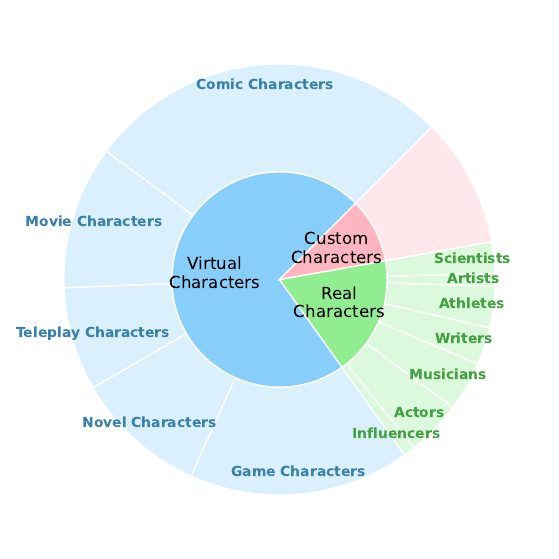 Comic Characters
Movie Characters
Custom
Characters
Virtual
Characters
Scientists
Artists
Real
Characters
Athletes
Teleplay Characters
Writers
Musicians
Actors
Novel Characters
Influencers
Game Characters